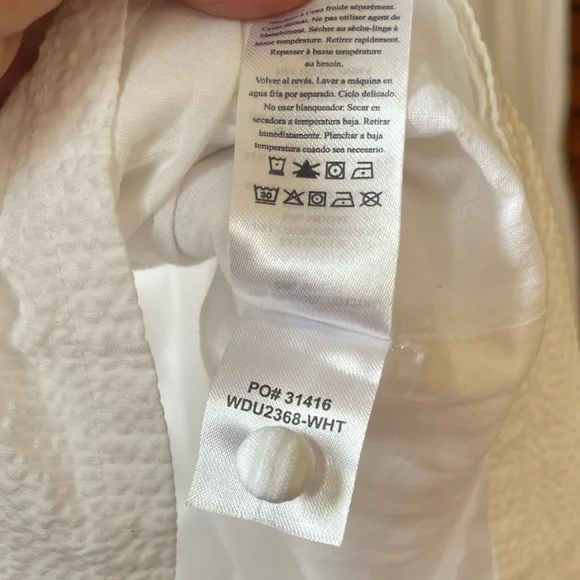 à l'eau froide séparément.
Cycle délicat. Ne pas utiliser agent de
blanchiment. Sécher au sèche-linge à
basse température. Retirer rapidement.
Repasser à basse température
au besoin.
Volver al revés. Lavar a máquina en
agua fría por separado. Ciclo delicado.
No usar blanqueador. Secar en
secadora a temperatura baja. Retirar
inmediatamente. Planchar a baja
temperatura cuando sea necesario.
30
PO# 31416
WDU2368-WHT